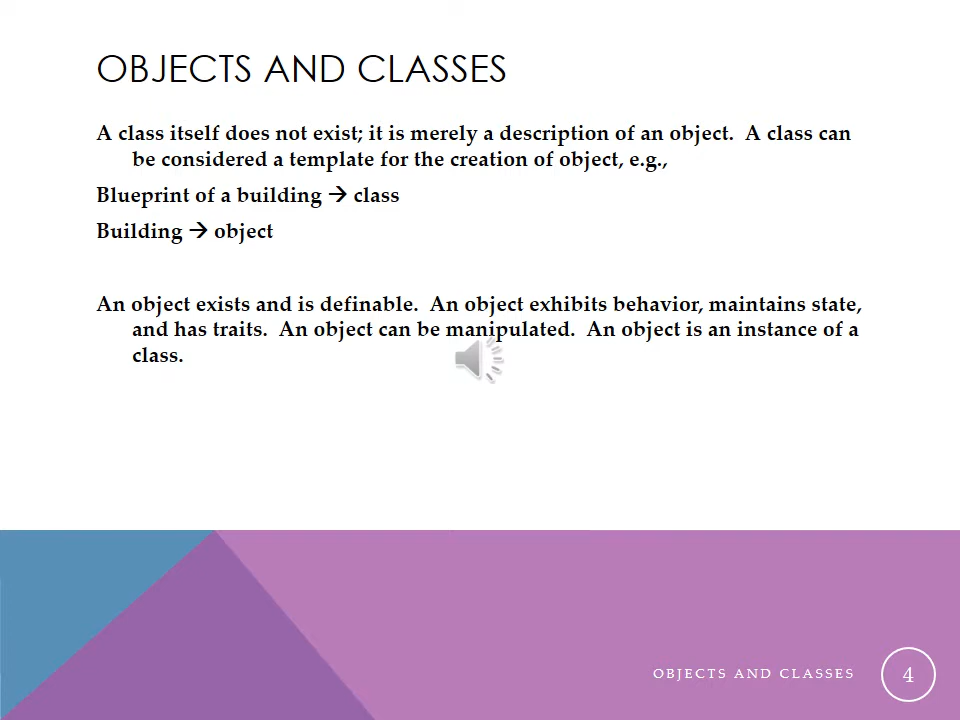 OBJECTS AND CLASSES
A class itself does not exist; it is merely a description of an object.  A class can
be considered a template for the creation of object, e.g.,
Blueprint of a building → class
Building → object
An object exists and is definable.  An object exhibits behavior, maintains state,
and has traits.  An object can be manipulated.  An object is an instance of a
class.
OBJECTS AND CLASSES
4